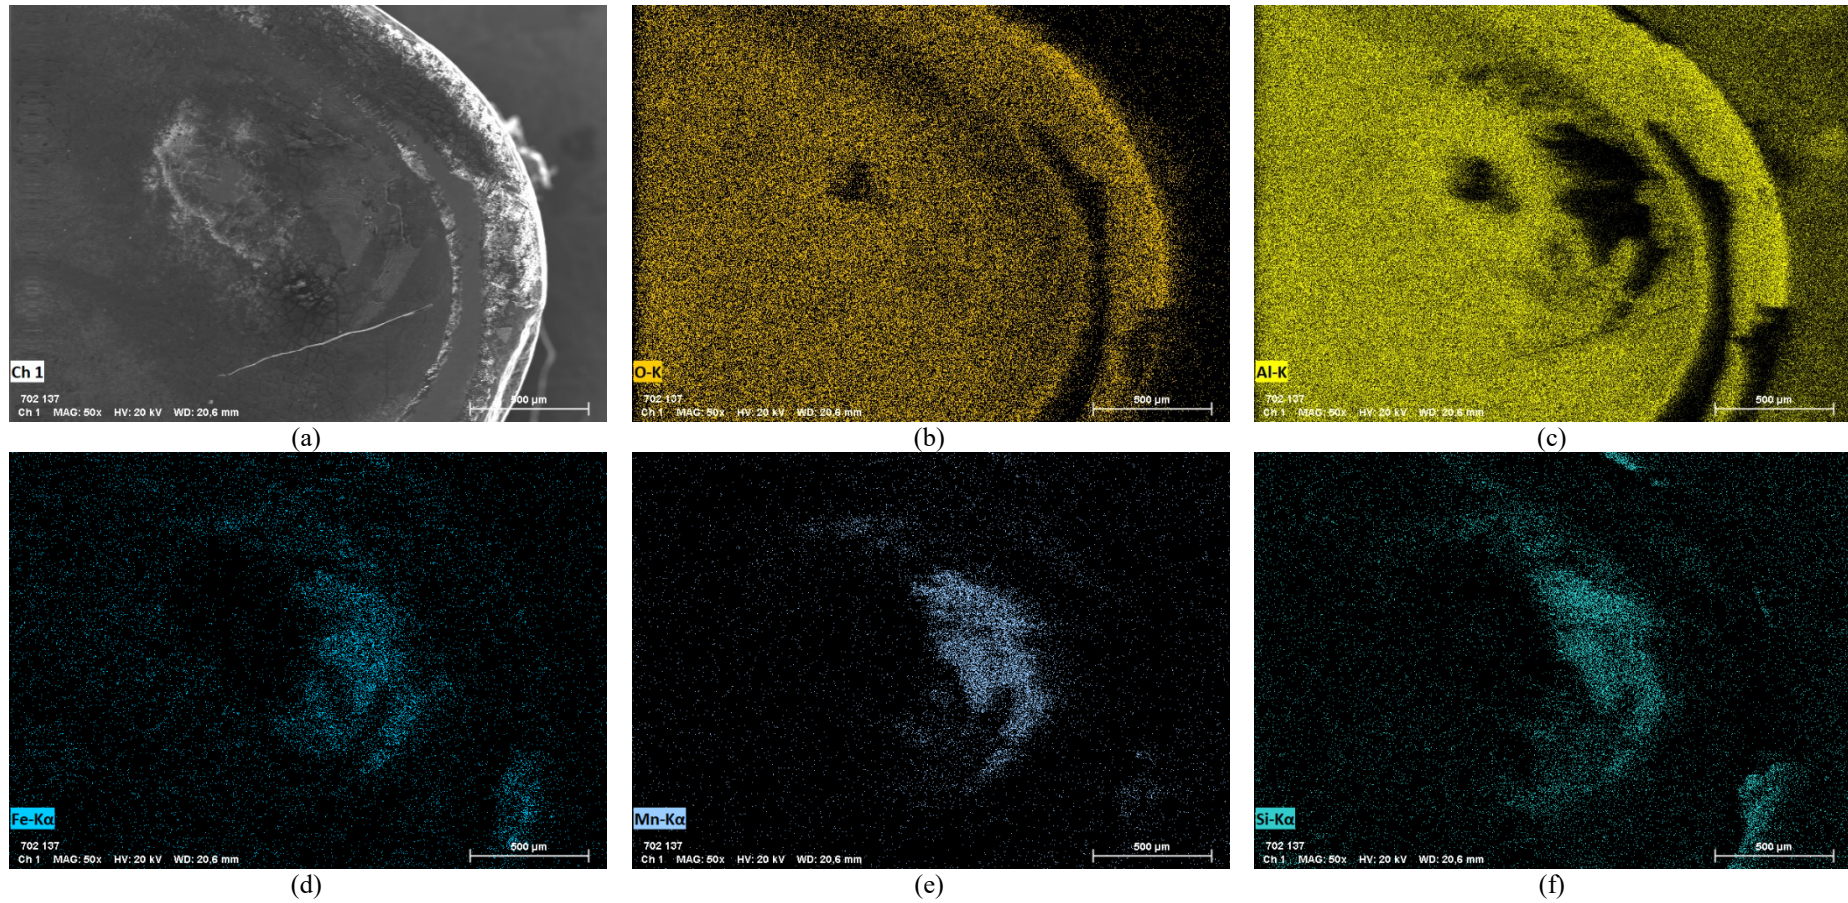 Ch 1
702 137
Ch 1 MAG: 50x HV: 20 kV WD: 20,6 mm
500 µm
(a)
O-K
702 137
Ch 1 MAG: 50x HV: 20 kV WD: 20,6 mm
500 µm
(b)
Al-K
702 137
Ch 1 MAG: 50x HV: 20 kV WD: 20,6 mm
500 µm
(c)
Fe-Kα
702 137
Ch 1 MAG: 50x HV: 20 kV WD: 20,6 mm
500 µm
(d)
Mn-Kα
702 137
Ch 1 MAG: 50x HV: 20 kV WD: 20,6 mm
500 µm
(e)
Si-Kα
702 137
Ch 1 MAG: 50x HV: 20 kV WD: 20,6 mm
500 µm
(f)